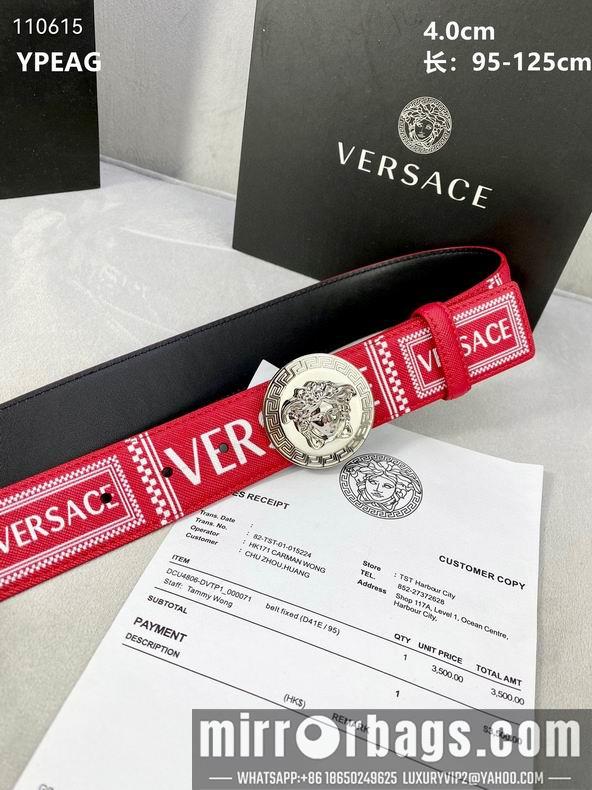 110615
YPEAG
4.0cm
长：95-125cm
VERSACE
VERSACE
VER
VERSACE
SALES RECEIPT
Trans. Date :
Trans. No. :
Operator : 82-TST-01-015224
Customer : HK171 CARMAN WONG
CHU ZHOU,HUANG
CUSTOMER COPY
Store : TST Harbour City
TEL. 852-27372628
Address Shop 117A, Level 1, Ocean Centre,
Harbour City,
ITEM
QTY UNIT PRICE TOTAL AMT
DCU4806-DVTP1_000071 belt fixed (D41E / 95) 1 3,500.00 3,500.00
Staff: Tammy Wong
SUBTOTAL 1
PAYMENT
DESCRIPTION
(HK$)
REMARK
mirrorbags.com
WHATSAPP:+86 18650249625 LUXURYVIP2@YAHOO.COM